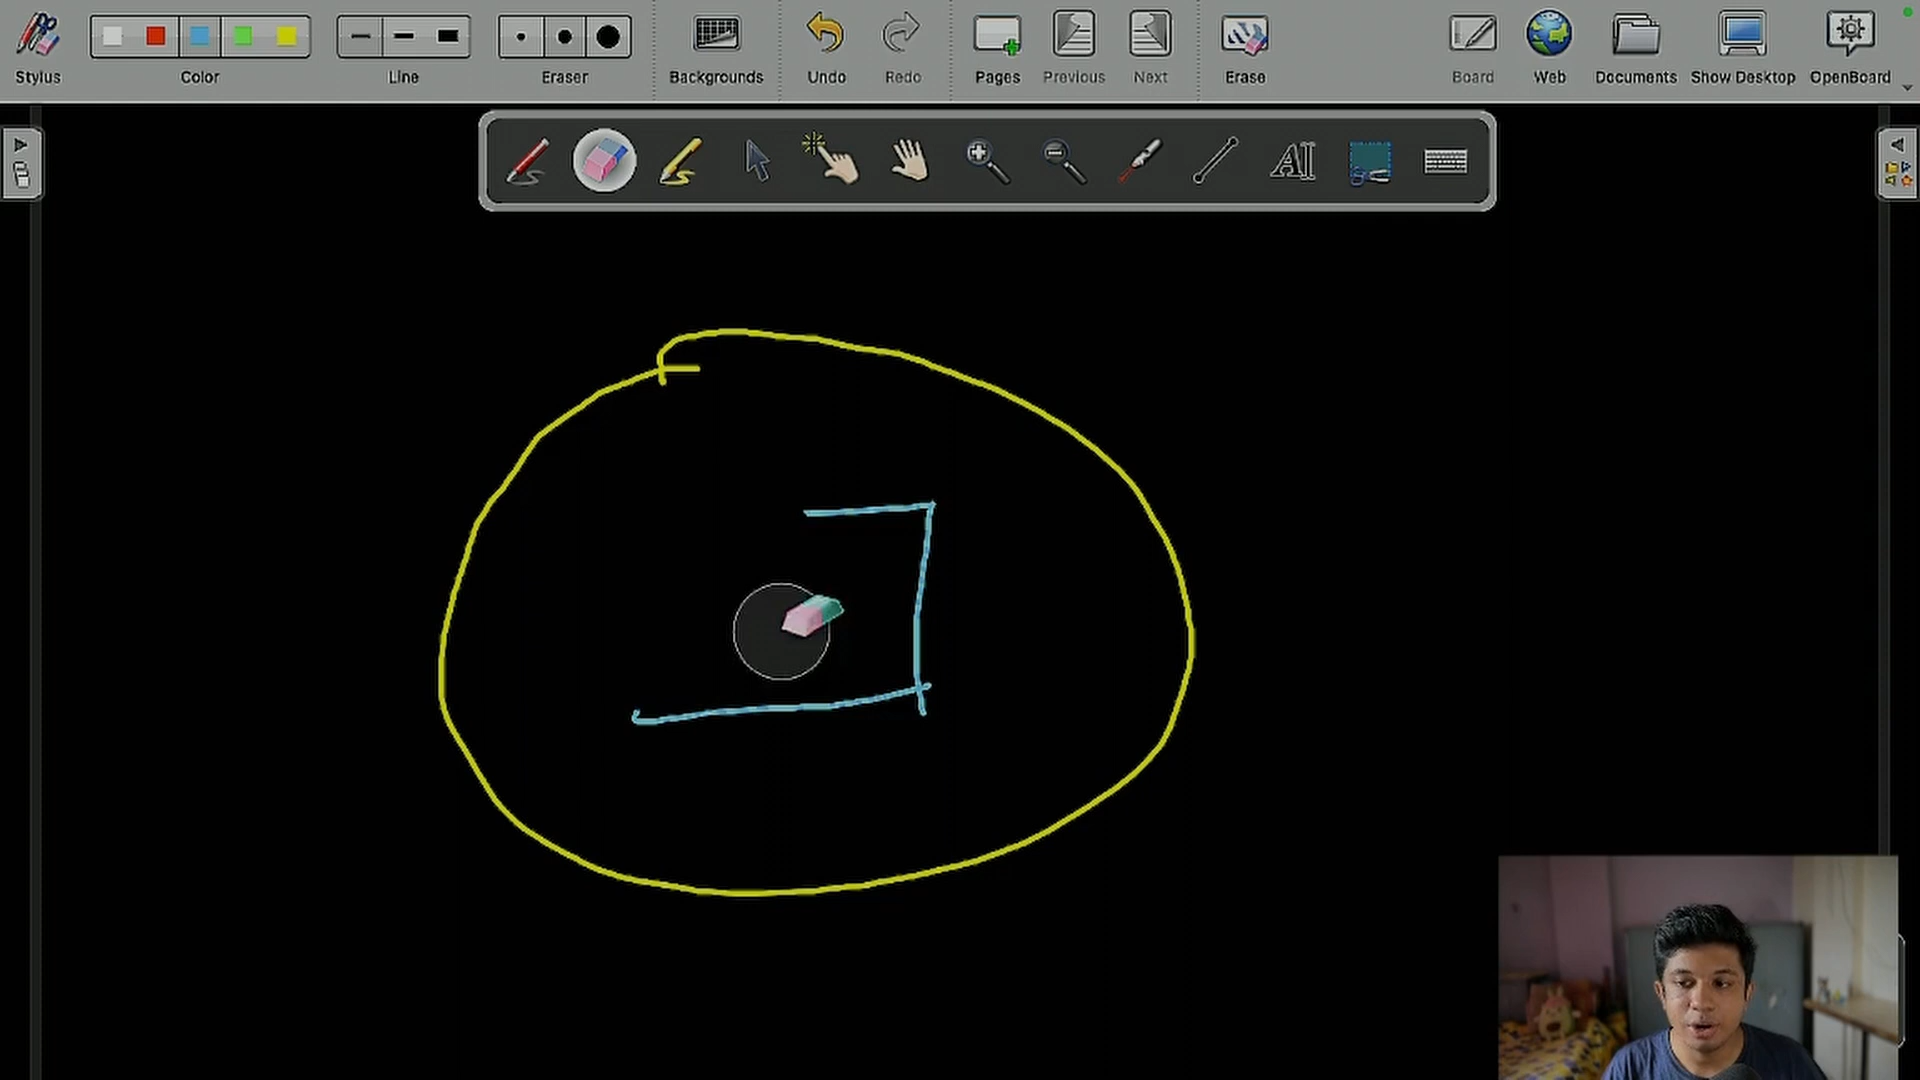 Stylus
Color
Line
Eraser
Backgrounds
Undo
Redo
Pages
Previous
Next
Erase
Board
Web
Documents
Show Desktop
OpenBoard
AI